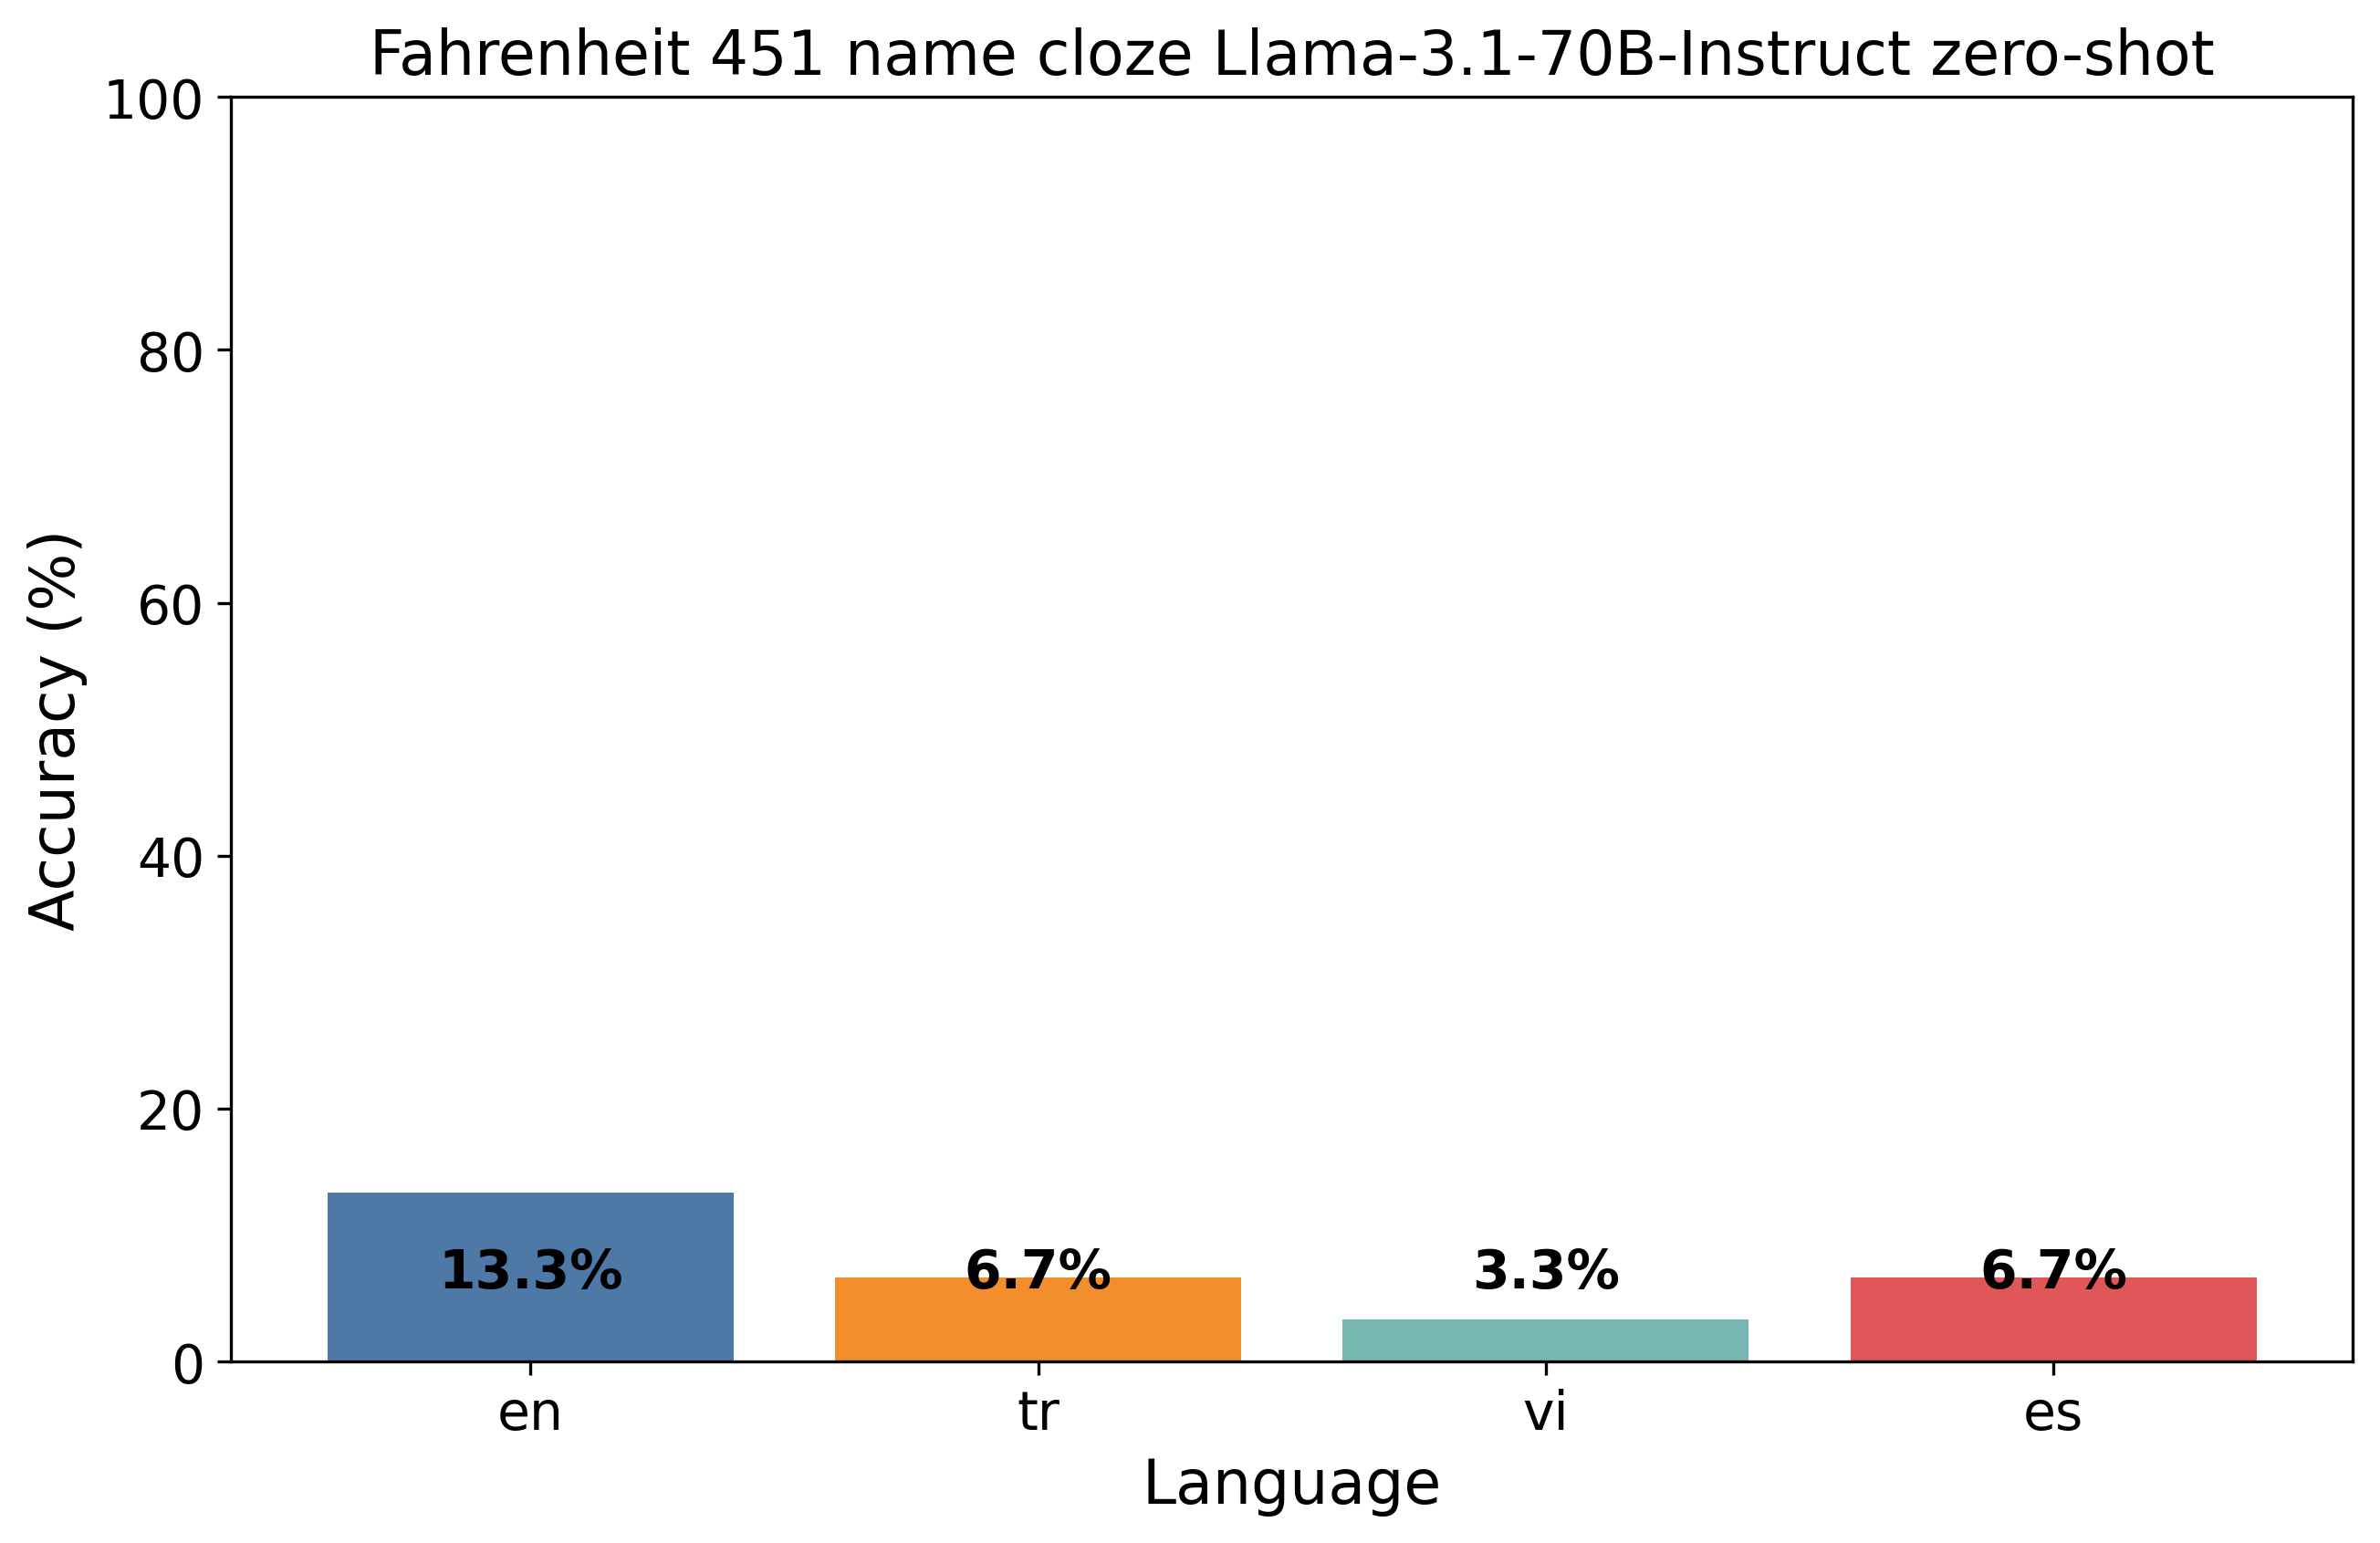 Fahrenheit 451 name cloze Llama-3.1-70B-Instruct zero-shot
Accuracy (%)
100
80
60
40
20
0
13.3%
6.7%
3.3%
6.7%
en
tr
vi
es
Language